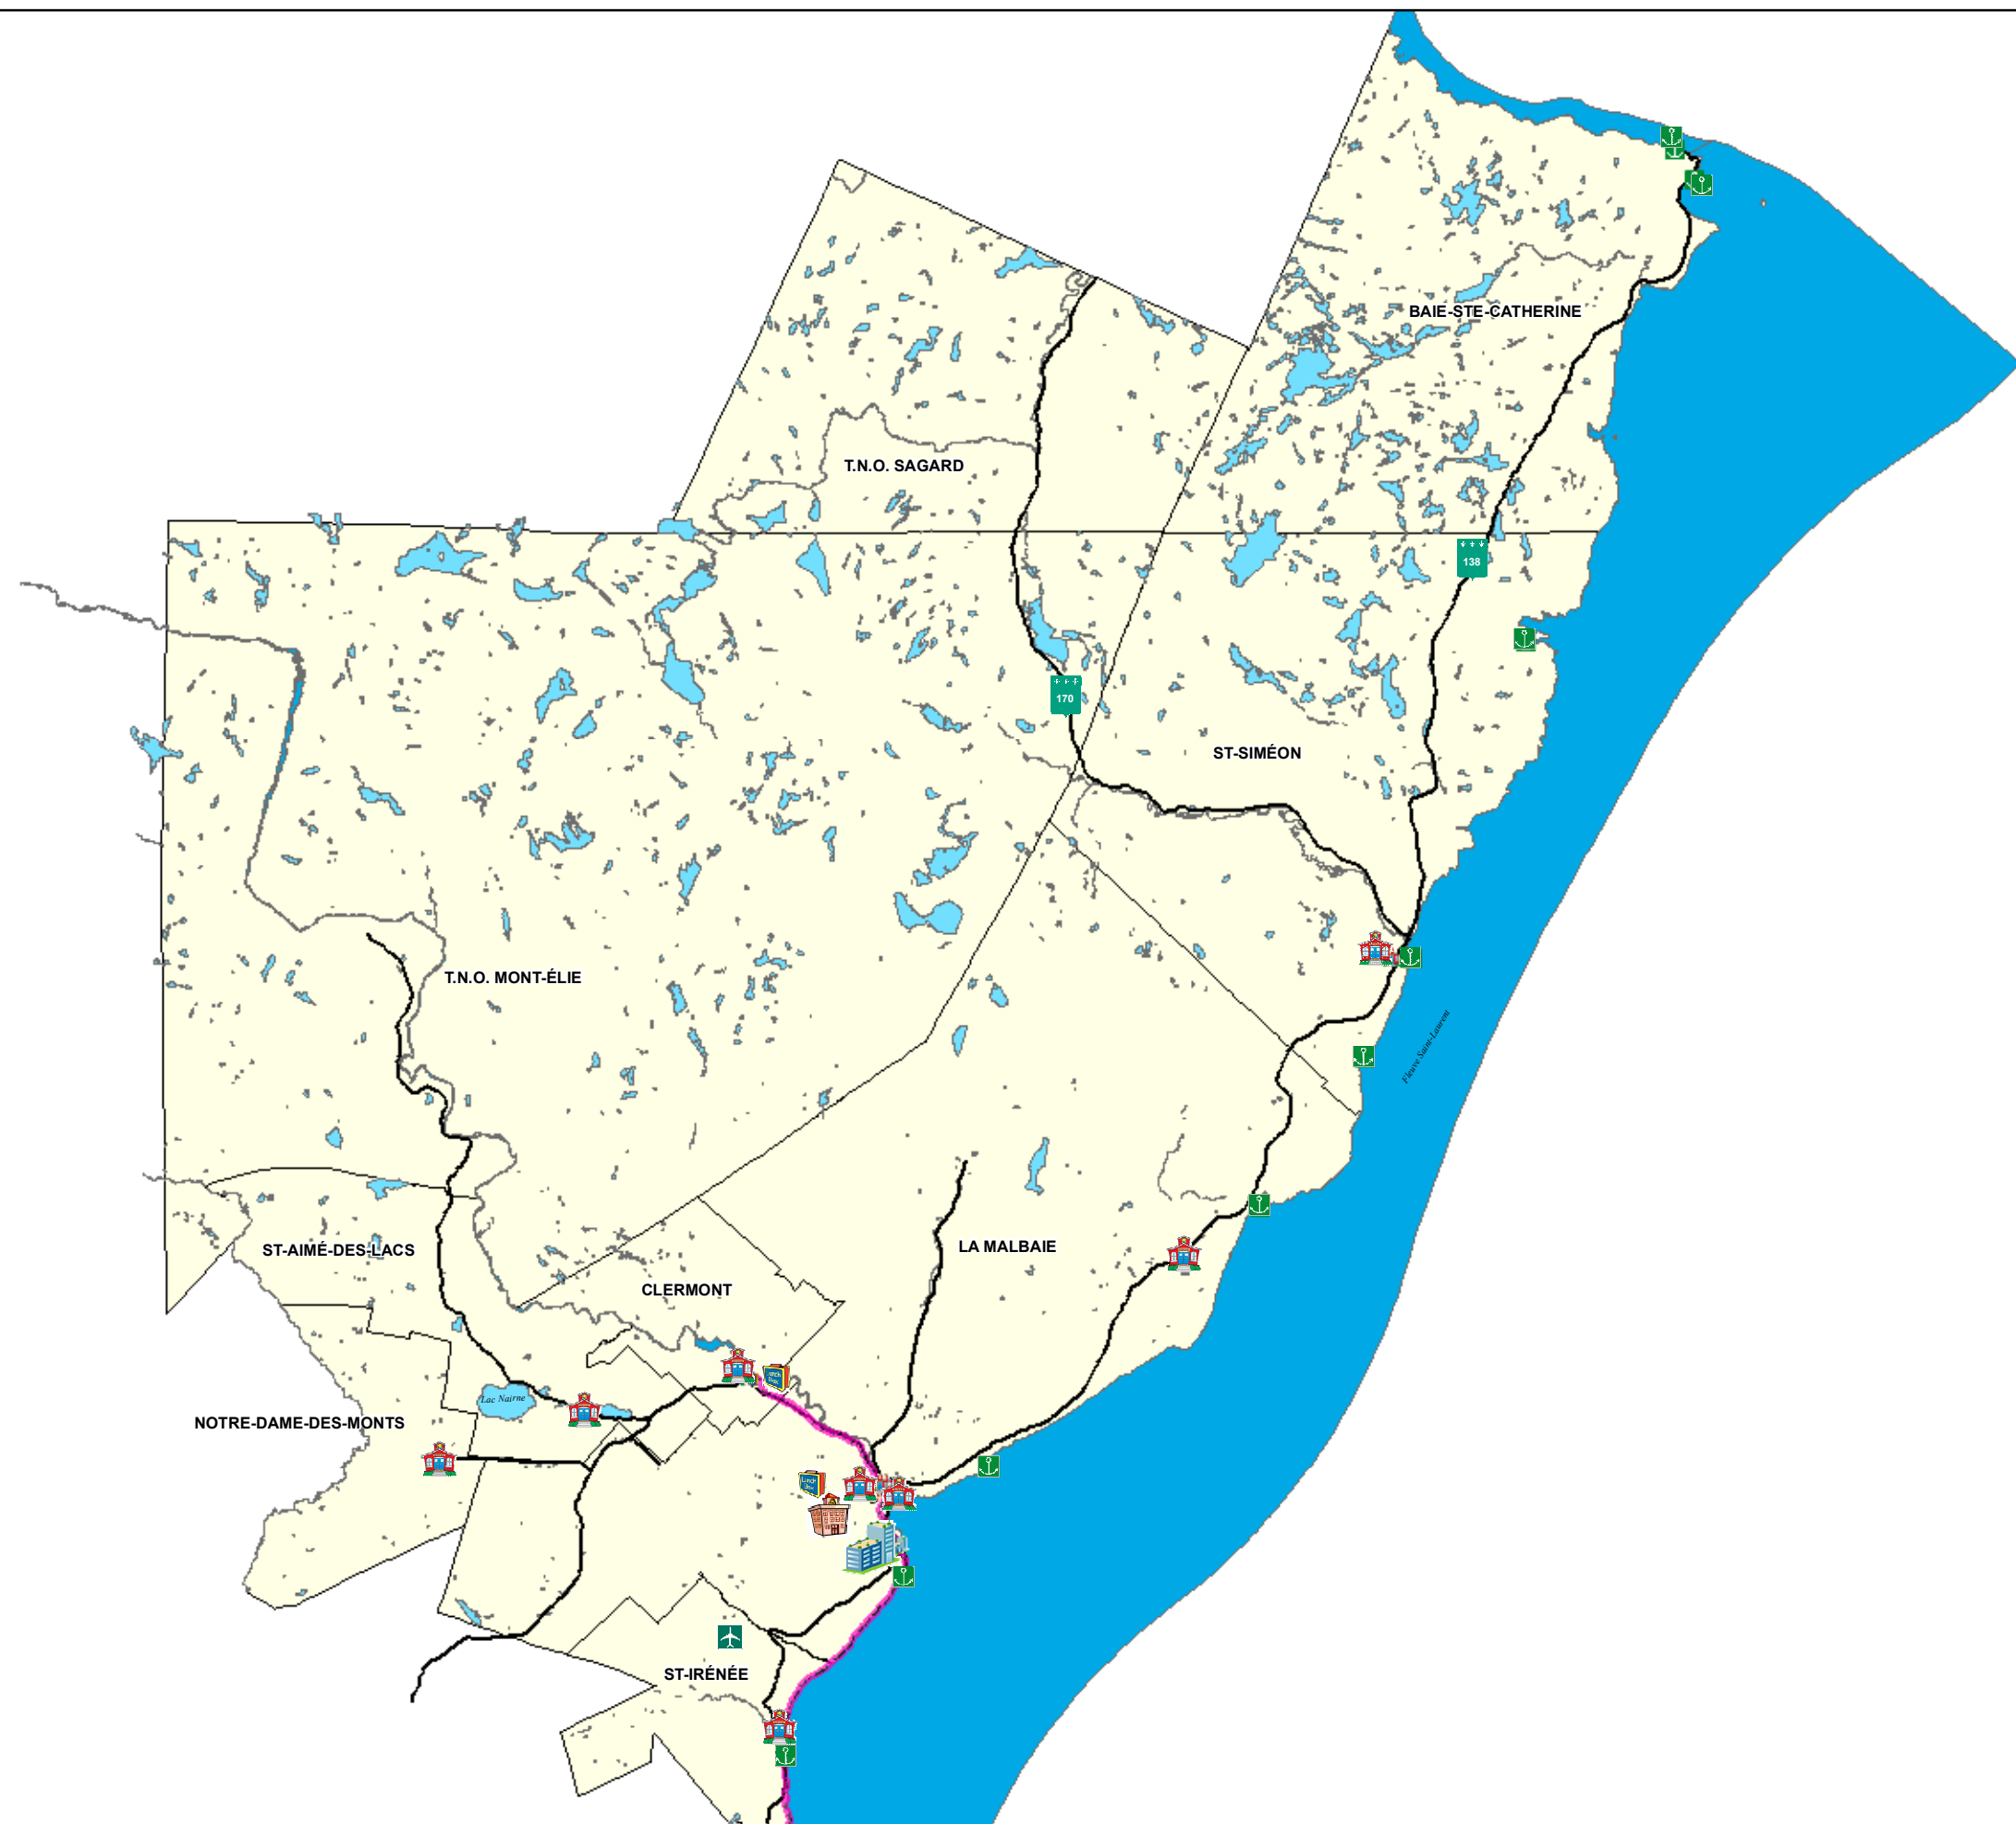 BAIE-STE-CATHERINE
T.N.O. SAGARD
138
170
ST-SIMÉON
T.N.O. MONT-ÉLIE
Fleuve Saint-Laurent
LA MALBAIE
ST-AIMÉ-DES-LACS
CLERMONT
Lac Nairne
NOTRE-DAME-DES-MONTS
ST-IRÉNÉE